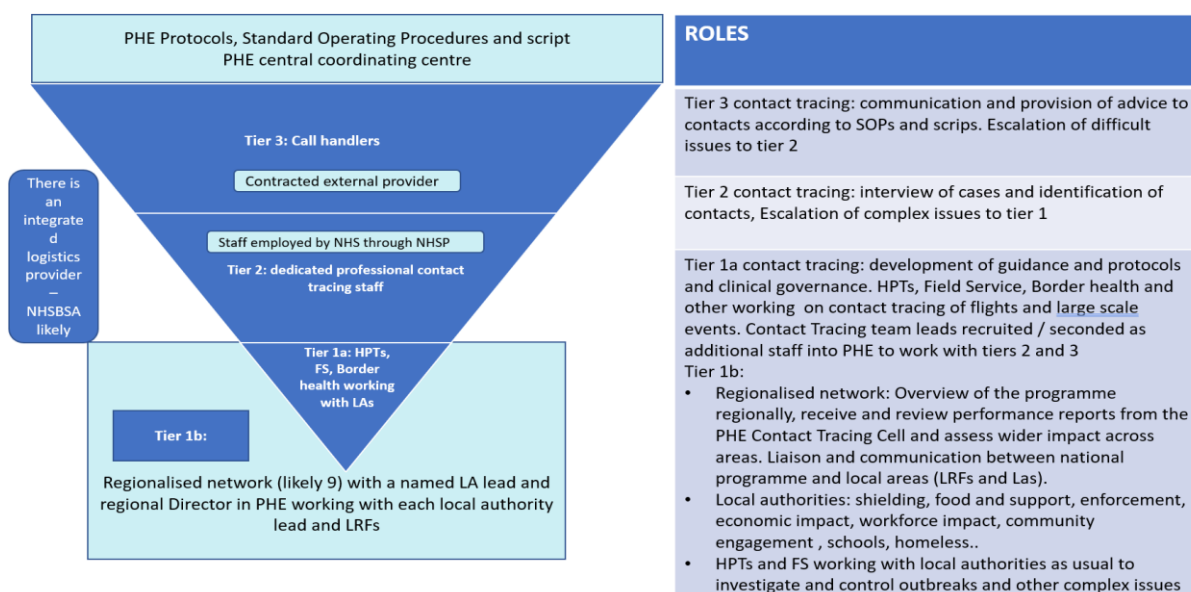 PHE Protocols, Standard Operating Procedures and script
PHE central coordinating centre
Tier 3: Call handlers
Contracted external provider
There is
an
integrate
d
logistics
provider
–
NHSBSA
likely
Staff employed by NHS through NHSP
Tier 2: dedicated professional contact
tracing staff
Tier 1a: HPTs,
FS, Border
health working
with LAs
Tier 1b:
Regionalised network (likely 9) with a named LA lead and
regional Director in PHE working with each local authority
lead and LRFs
ROLES
Tier 3 contact tracing: communication and provision of advice to
contacts according to SOPs and scrips. Escalation of difficult
issues to tier 2
Tier 2 contact tracing: interview of cases and identification of
contacts, Escalation of complex issues to tier 1
Tier 1a contact tracing: development of guidance and protocols
and clinical governance. HPTs, Field Service, Border health and
other working  on contact tracing of flights and large scale
events. Contact Tracing team leads recruited / seconded as
additional staff into PHE to work with tiers 2 and 3
Tier 1b:
• Regionalised network: Overview of the programme
regionally, receive and review performance reports from the
PHE Contact Tracing Cell and assess wider impact across
areas. Liaison and communication between national
programme and local areas (LRFs and Las).
• Local authorities: shielding, food and support, enforcement,
economic impact, workforce impact, community
engagement , schools, homeless..
• HPTs and FS working with local authorities as usual to
investigate and control outbreaks and other complex issues